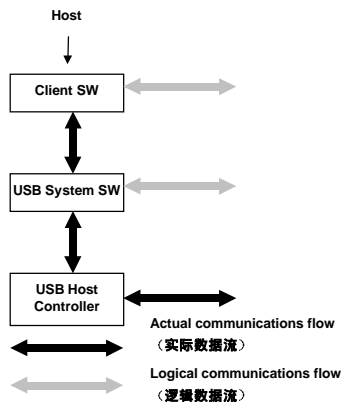 Host
Client SW
USB System SW
USB Host
Controller
Actual communications flow
（实际数据流）
Logical communications flow
（逻辑数据流）